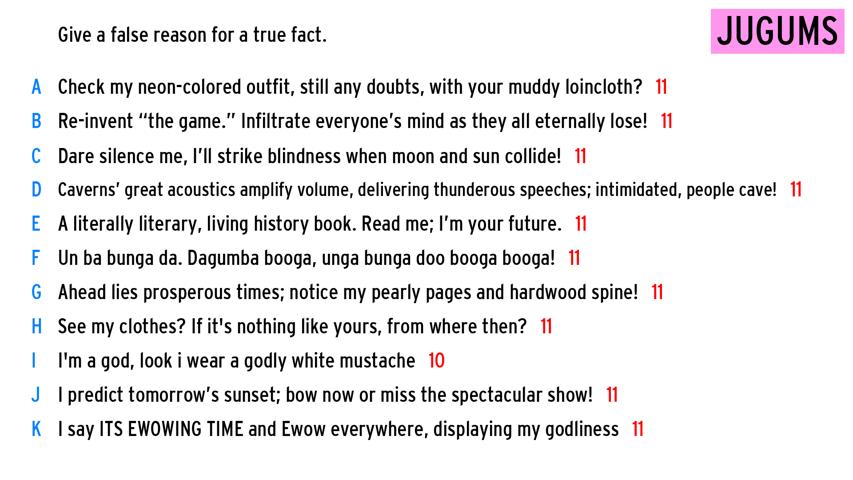 Give a false reason for a true fact.
JUGUMS
A Check my neon-colored outfit, still any doubts, with your muddy loincloth? 11
B Re-invent “the game.” Infiltrate everyone’s mind as they all eternally lose! 11
C Dare silence me, I’ll strike blindness when moon and sun collide! 11
D Caverns’ great acoustics amplify volume, delivering thunderous speeches; intimidated, people cave! 11
E A literally literary, living history book. Read me; I’m your future. 11
F Un ba bunga da. Dagumba booga, unga bunga doo booga booga! 11
G Ahead lies prosperous times; notice my pearly pages and hardwood spine! 11
H See my clothes? If it's nothing like yours, from where then? 11
I I'm a god, look i wear a godly white mustache 10
J I predict tomorrow’s sunset; bow now or miss the spectacular show! 11
K I say ITS EWOWING TIME and Ewow everywhere, displaying my godliness 11